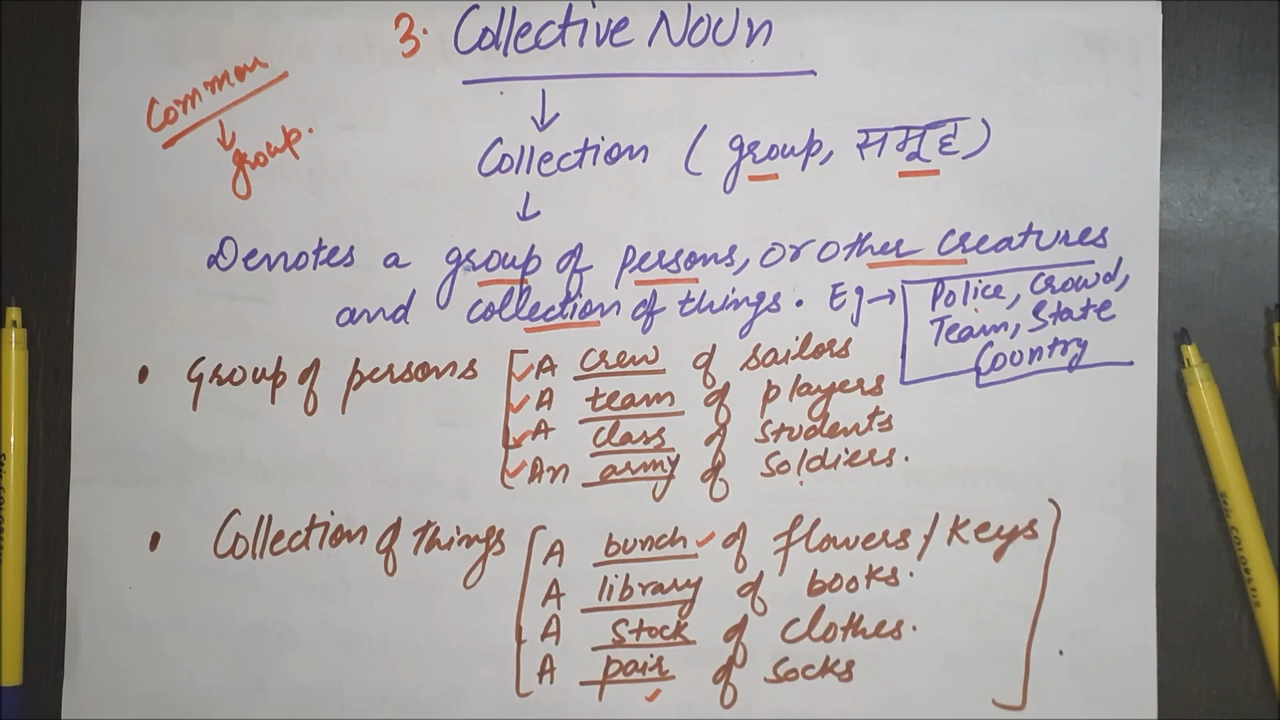 3. Collective Noun
Common
↓
group.
↓
Collection (group, समूह)
↓
Denotes a group of persons, or other creatures
and collection of things. Eg →
Police, Crowd,
Team, State
Country
• Group of persons
A crew of sailors
A team of players
A class of students
An army of soldiers.
• Collection of things
A bunch of flowers/Keys
A library of books.
A stock of clothes.
A pair of socks